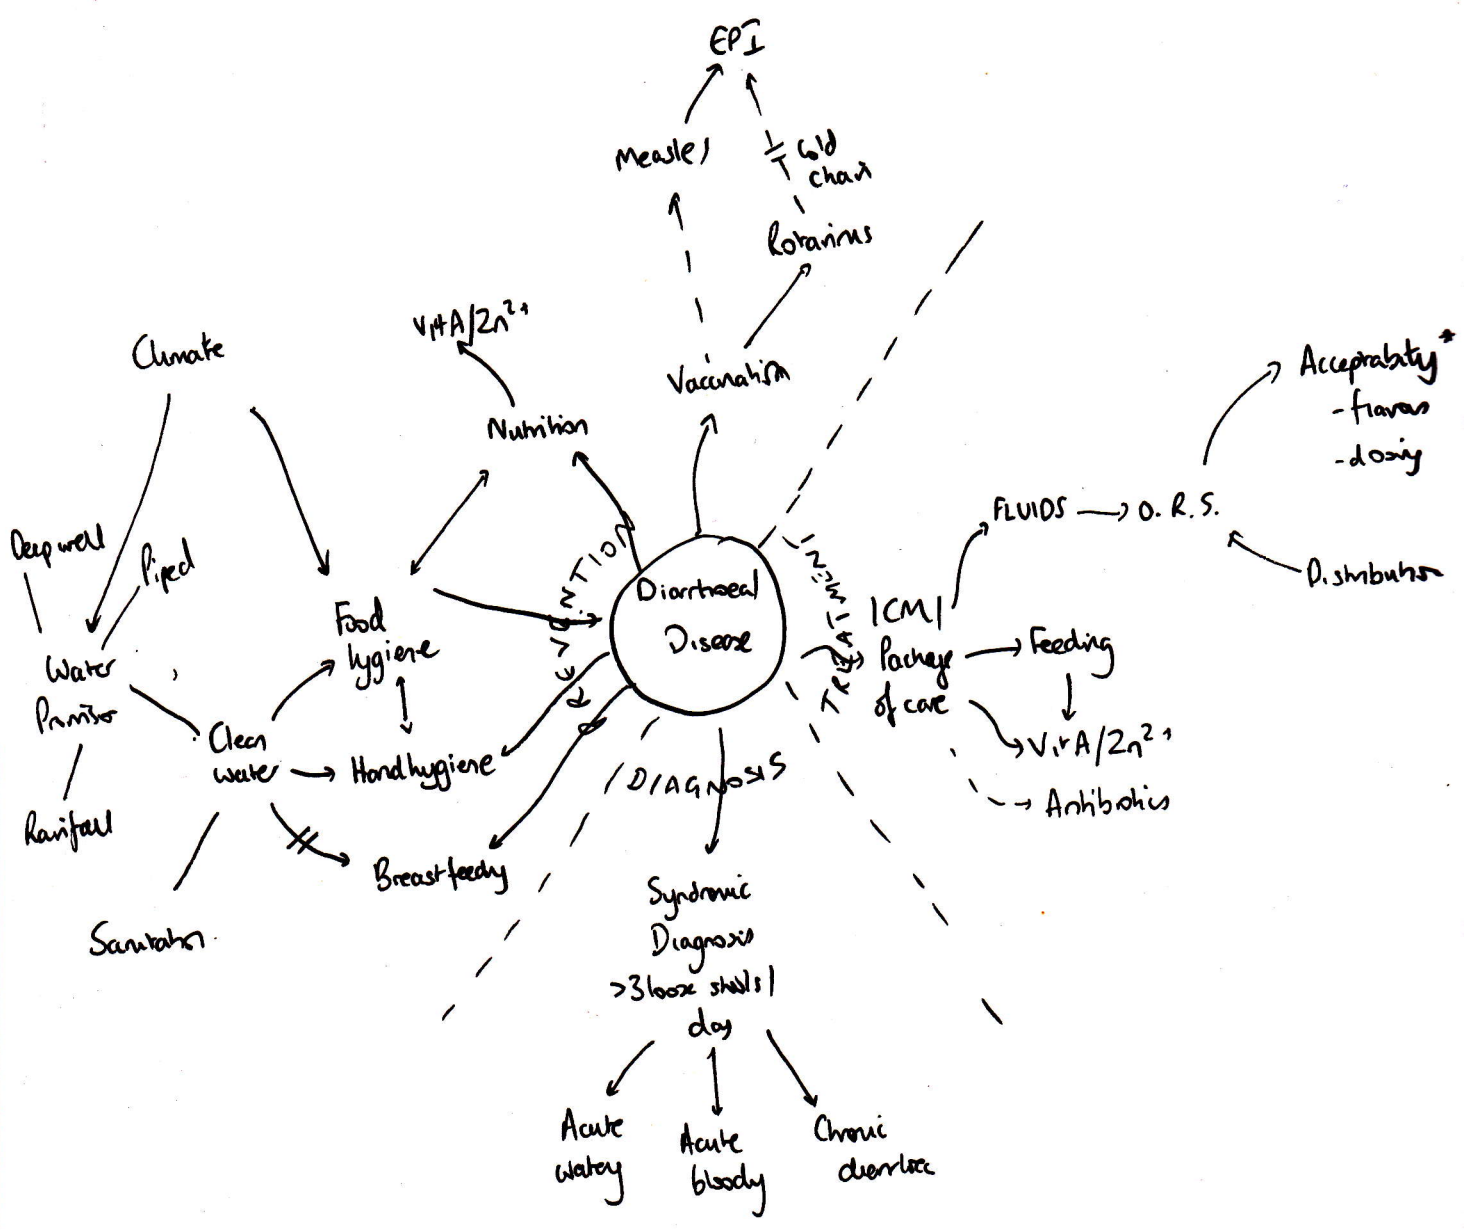 EPI
Measles
Cold
chain
Rotavirus
VitA/Zn²⁺
Climate
Vaccination
Acceptability*
- flavour
- dosing
Nutrition
FLUIDS
O.R.S.
Deep well
Piped
PREVENTION
TREATMENT
Distribution
Diarrhoeal
Disease
Food
hygiene
ICMI
Package
of care
Feeding
Water
Provision
Clean
water
Hand hygiene
VitA/Zn²⁺
DIAGNOSIS
Antibiotics
Rainfall
Breastfeeding
Sanitation
Syndromic
Diagnosis
>3 loose stools/
day
Acute
watery
Acute
bloody
Chronic
diarrhoea